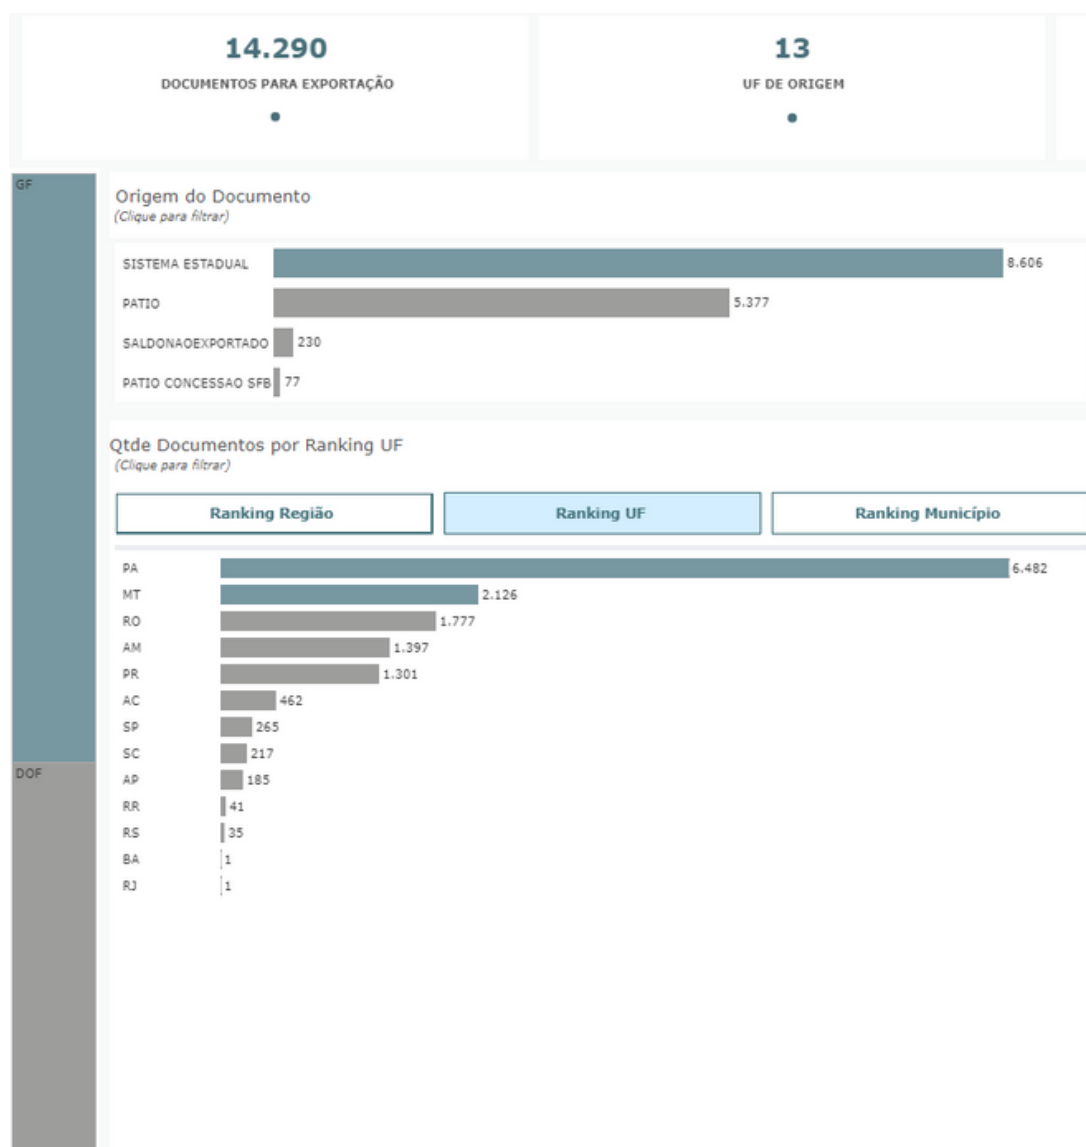 14.290
DOCUMENTOS PARA EXPORTAÇÃO
13
UF DE ORIGEM
GF
Origem do Documento
(Clique para filtrar)
SISTEMA ESTADUAL 8.606
PATIO 5.377
SALDONAOEXPORTADO 230
PATIO CONCESSAO SFB 77
Qtde Documentos por Ranking UF
(Clique para filtrar)
Ranking Região Ranking UF Ranking Município
PA 6.482
MT 2.126
RO 1.777
AM 1.397
PR 1.301
AC 462
SP 265
SC 217
DOF
AP 185
RR 41
RS 35
BA 1
RJ 1